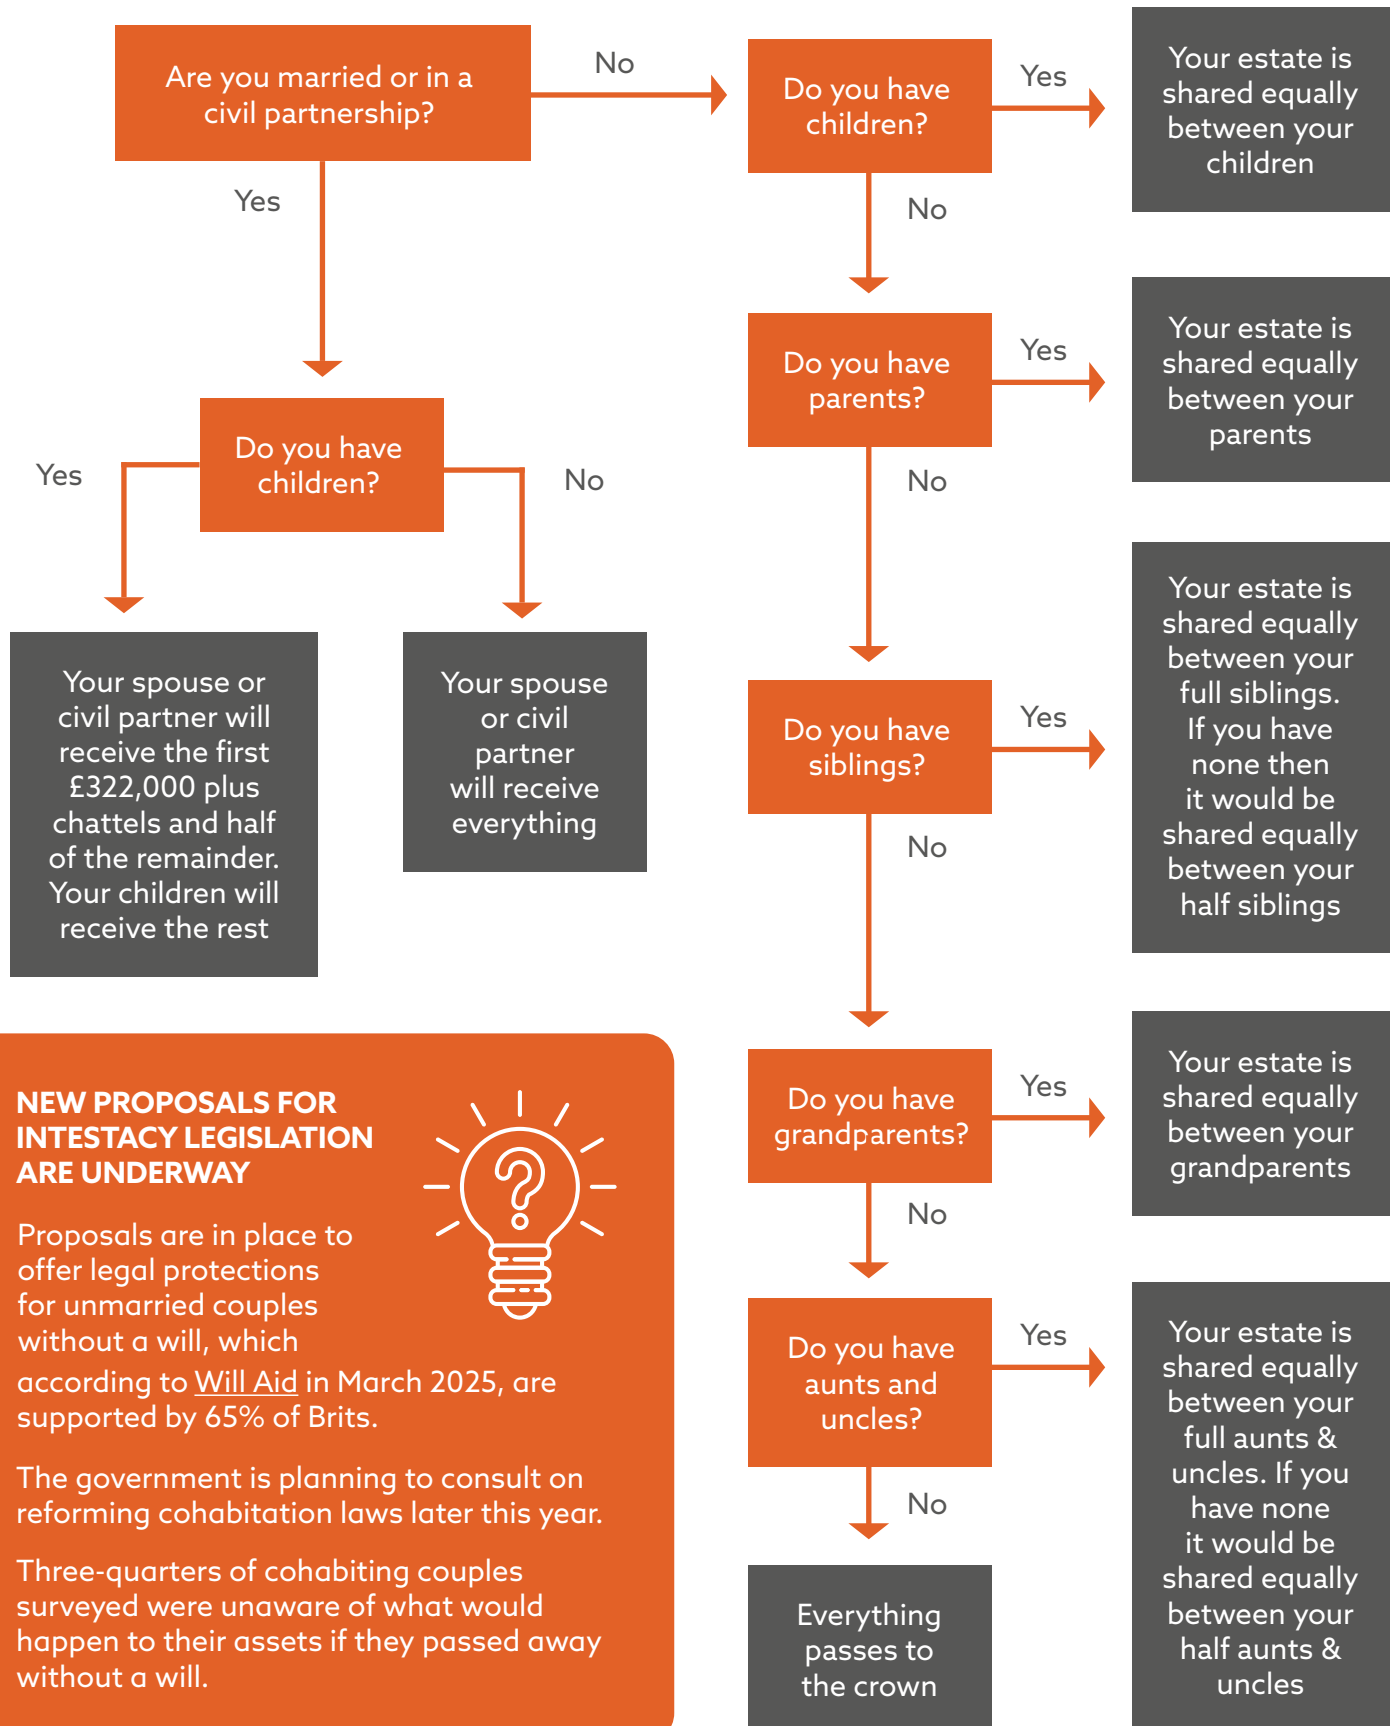 Are you married or in a
civil partnership?
No
Do you have
children?
Yes
Your estate is
shared equally
between your
children
Yes
No
Do you have
parents?
Yes
Your estate is
shared equally
between your
parents
Do you have
children?
Yes
No
No
Your spouse or
civil partner will
receive the first
£322,000 plus
chattels and half
of the remainder.
Your children will
receive the rest
Your spouse
or civil
partner
will receive
everything
Do you have
siblings?
Yes
Your estate is
shared equally
between your
full siblings.
If you have
none then
it would be
shared equally
between your
half siblings
No
Do you have
grandparents?
Yes
Your estate is
shared equally
between your
grandparents
No
Do you have
aunts and
uncles?
Yes
Your estate is
shared equally
between your
full aunts &
uncles. If you
have none
it would be
shared equally
between your
half aunts &
uncles
No
Everything
passes to
the crown
NEW PROPOSALS FOR
INTESTACY LEGISLATION
ARE UNDERWAY
?
Proposals are in place to
offer legal protections
for unmarried couples
without a will, which
according to Will Aid in March 2025, are
supported by 65% of Brits.
The government is planning to consult on
reforming cohabitation laws later this year.
Three-quarters of cohabiting couples
surveyed were unaware of what would
happen to their assets if they passed away
without a will.